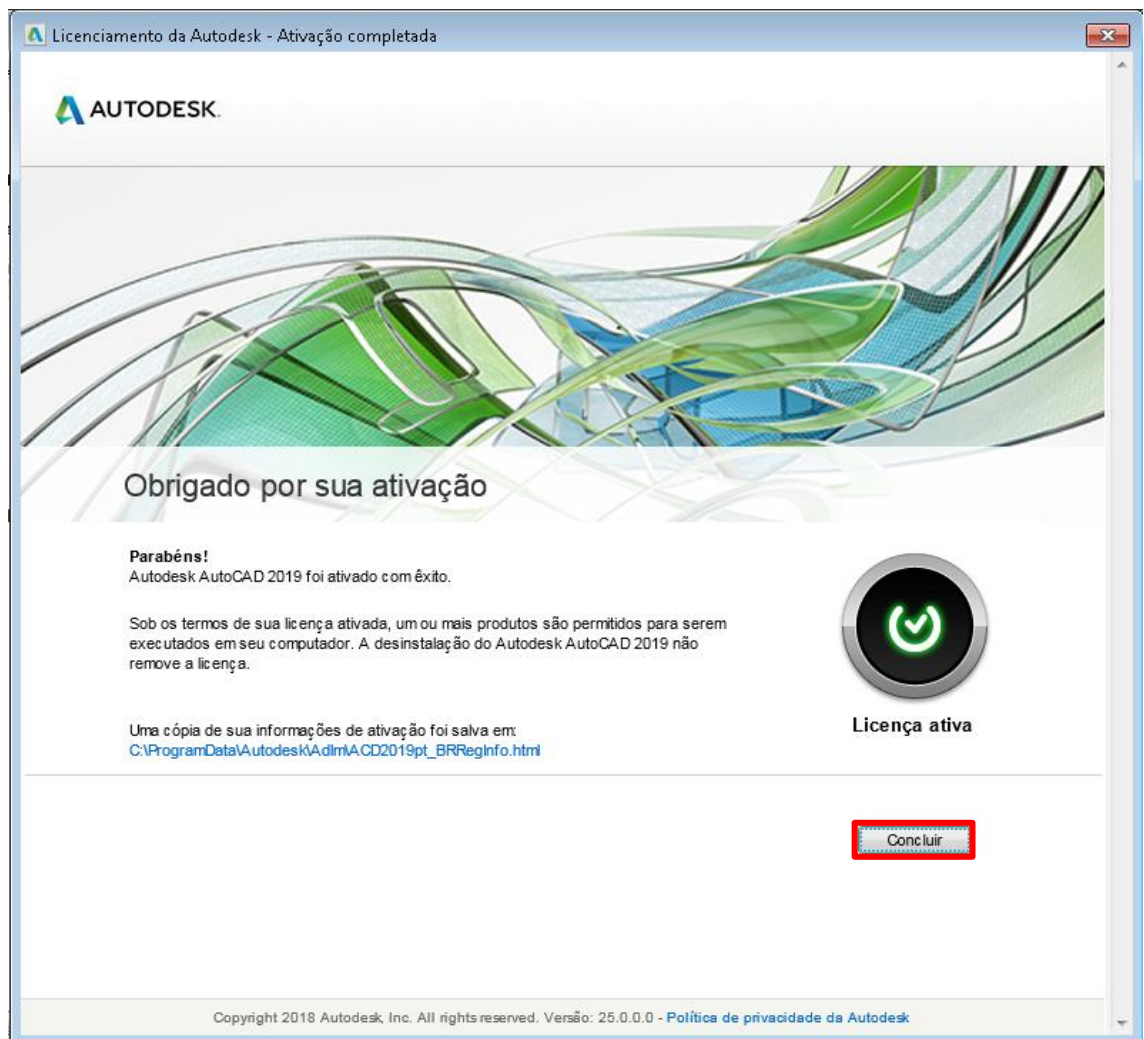 Licenciamento da Autodesk - Ativação completada
AUTODESK.
Obrigado por sua ativação
Parabéns!
Autodesk AutoCAD 2019 foi ativado com êxito.
Sob os termos de sua licença ativada, um ou mais produtos são permitidos para serem
executados em seu computador. A desinstalação do Autodesk AutoCAD 2019 não
remove a licença.
Uma cópia de sua informações de ativação foi salva em:
C:\ProgramData\Autodesk\Adlm\ACD2019pt_BRRegInfo.html
Licença ativa
Concluir
Copyright 2018 Autodesk, Inc. All rights reserved. Versão: 25.0.0.0 - Política de privacidade da Autodesk